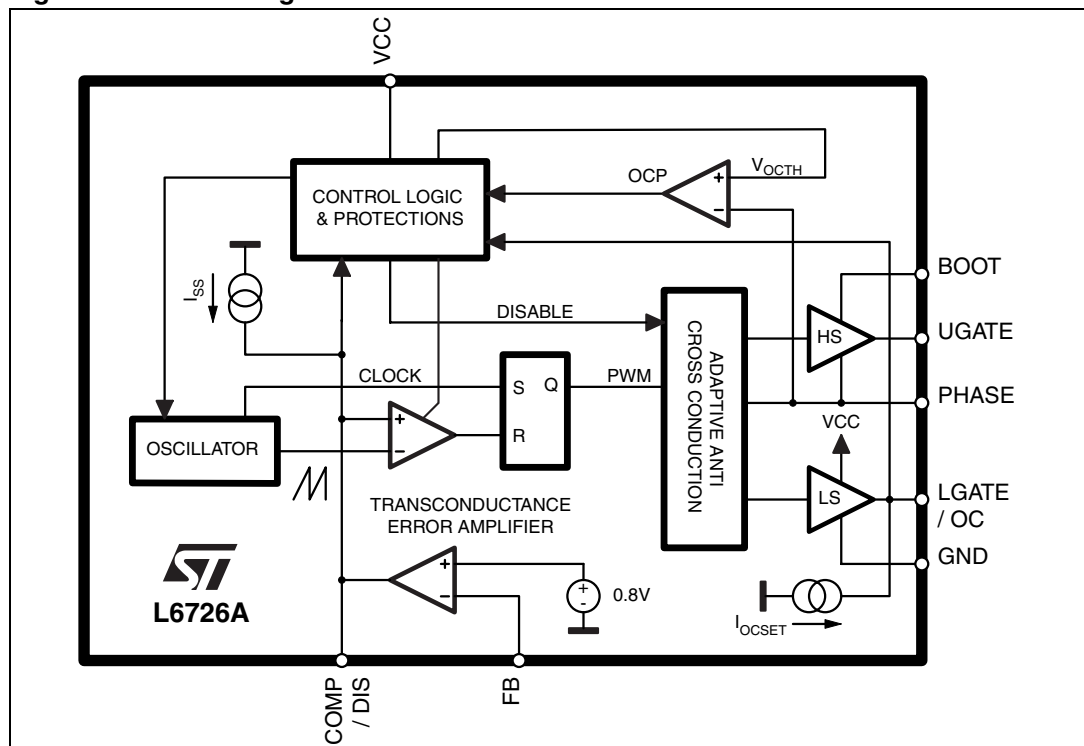 VCC
CONTROL LOGIC
& PROTECTIONS
OCP
+
VOCTH
−
ISS
BOOT
DISABLE
HS
UGATE
ADAPTIVE ANTI
CROSS CONDUCTION
CLOCK
S
Q
PWM
PHASE
+
R
VCC
OSCILLATOR
−
LS
LGATE
/ OC
TRANSCONDUCTANCE
ERROR AMPLIFIER
GND
+
ST
+
-
0.8V
−
L6726A
IOCSET
COMP
/ DIS
FB